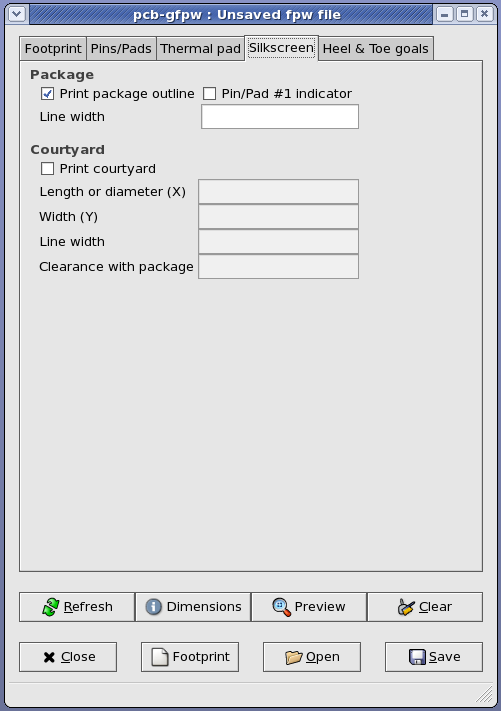 pcb-gfpw : Unsaved fpw file
Footprint Pins/Pads Thermal pad Silkscreen Heel & Toe goals
Package
Print package outline Pin/Pad #1 indicator
Line width
Courtyard
Print courtyard
Length or diameter (X)
Width (Y)
Line width
Clearance with package
Refresh Dimensions Preview Clear
Close Footprint Open Save